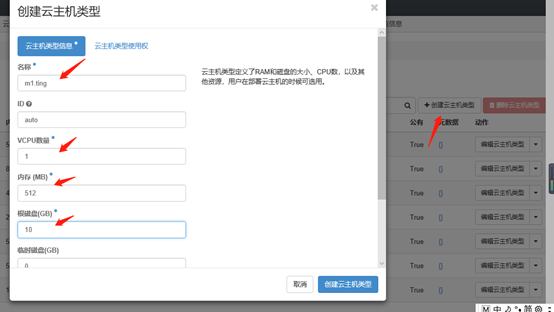 创建云主机类型
×
云主机类型信息 *
云主机类型使用权
名称 *
m1.ting
云主机类型定义了RAM和磁盘的大小、CPU数，以及其
他资源，用户在部署云主机的时候可选用。
ID
auto
VCPU数量 *
1
内存 (MB) *
512
根磁盘(GB) *
10
临时磁盘(GB)
0
取消
创建云主机类型
+ 创建云主机类型
删除云主机类型
公有
元数据
动作
True
{}
编辑云主机类型
True
{}
编辑云主机类型
True
{}
编辑云主机类型
True
{}
编辑云主机类型
True
{}
编辑云主机类型
True
{}
编辑云主机类型
True
{}
编辑云主机类型
M 中 简